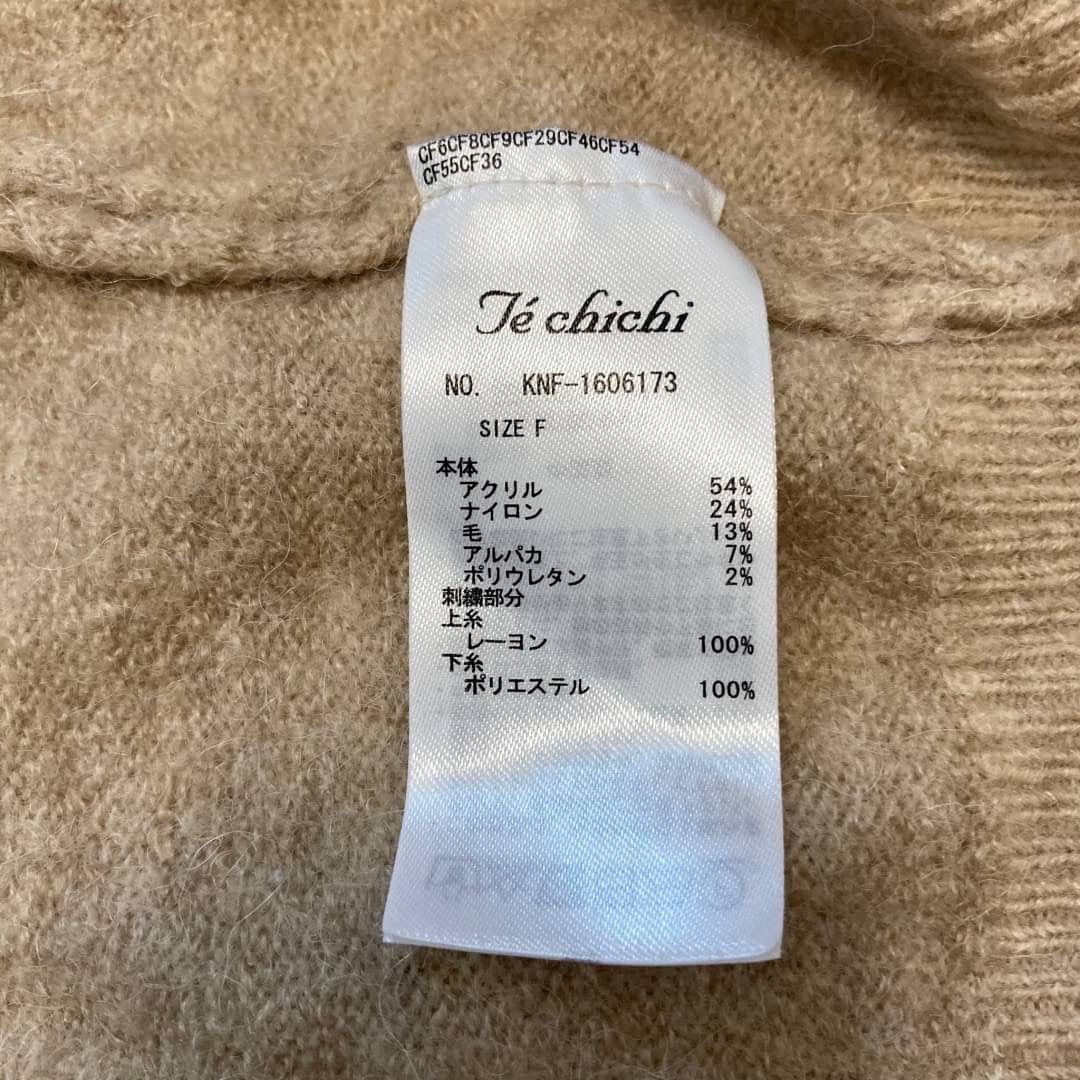 CF6CF8CF9CF29CF46CF54
CF55CF36
Té chichi
NO. KNF-1606173
SIZE F
本体
アクリル 54%
ナイロン 24%
毛 13%
アルパカ 7%
ポリウレタン 2%
刺繍部分
上糸
レーヨン 100%
下糸
ポリエステル 100%